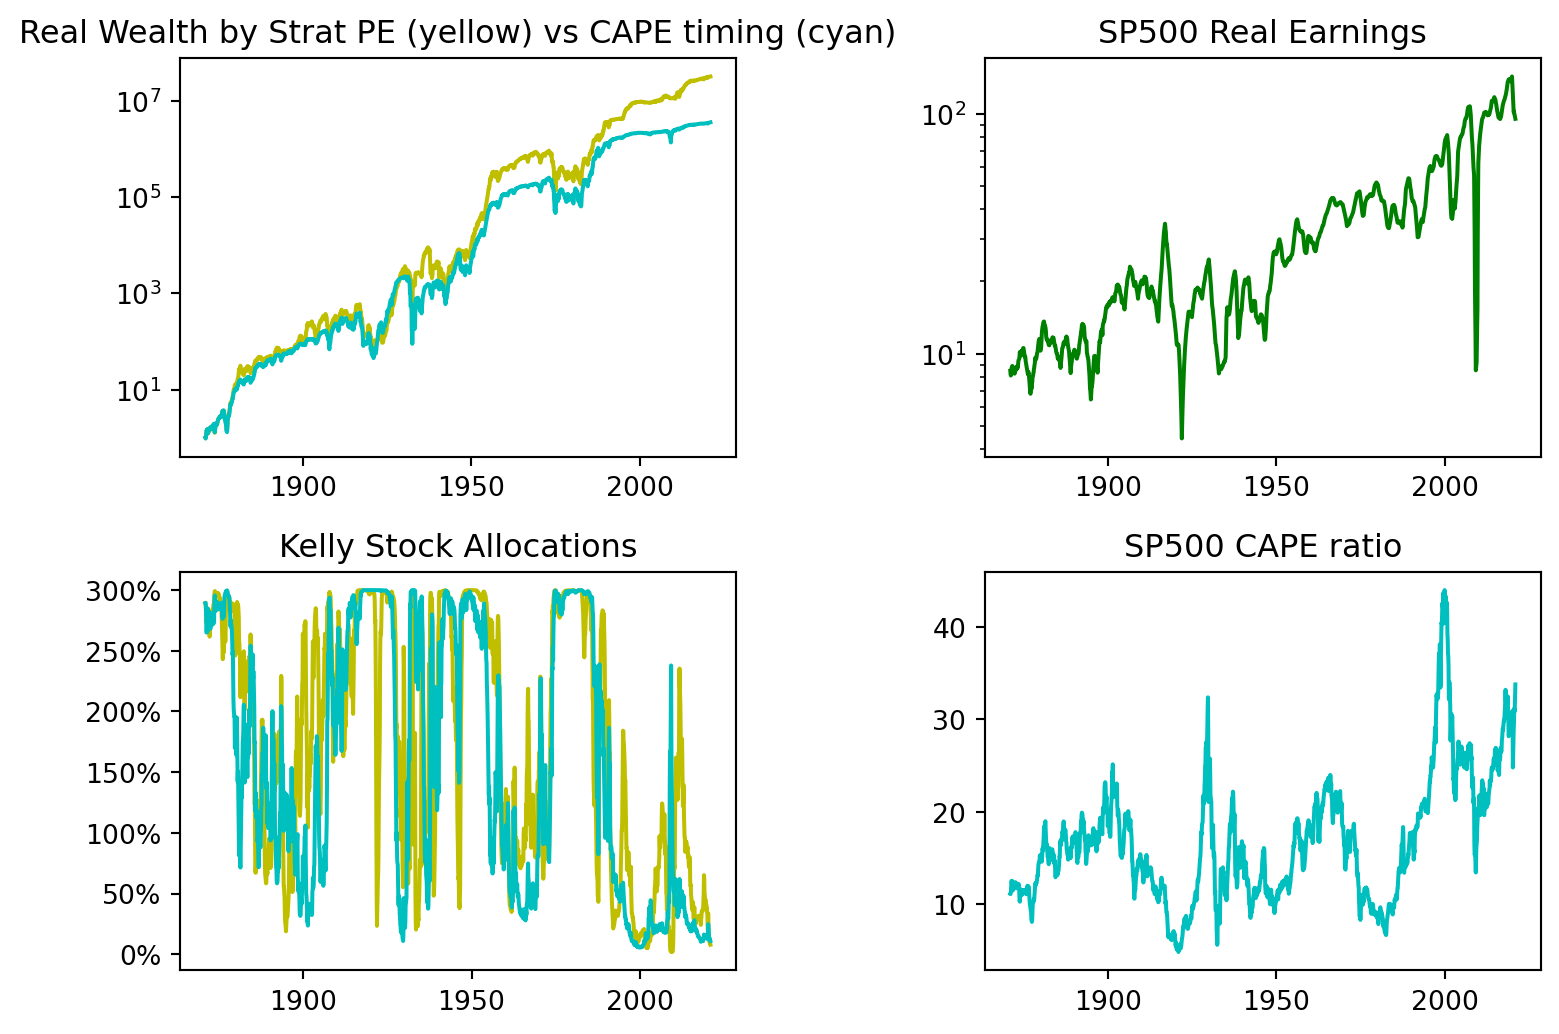 Real Wealth by Strat PE (yellow) vs CAPE timing (cyan)
10^7
10^5
10^3
10^1
1900 1950 2000
SP500 Real Earnings
10^2
10^1
1900 1950 2000
Kelly Stock Allocations
300%
250%
200%
150%
100%
50%
0%
1900 1950 2000
SP500 CAPE ratio
40
30
20
10
1900 1950 2000